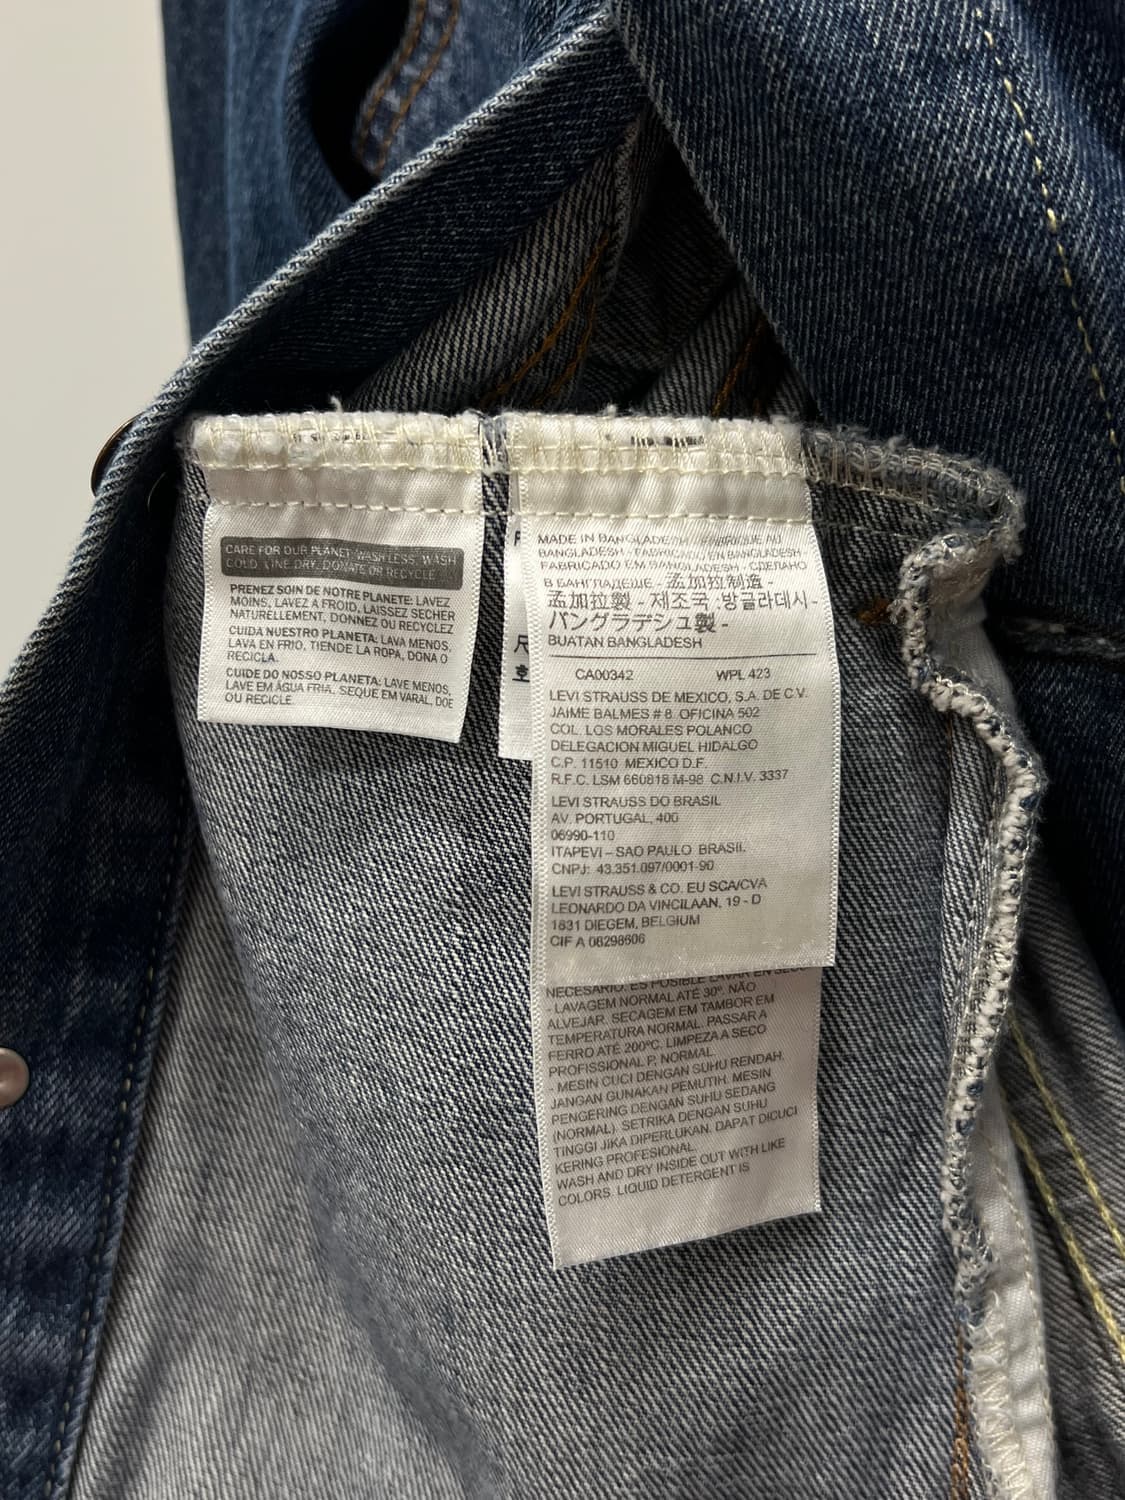 CARE FOR OUR PLANET: WASH LESS, WASH
COLD, LINE DRY, DONATE OR RECYCLE.
PRENEZ SOIN DE NOTRE PLANETE: LAVEZ
MOINS, LAVEZ A FROID, LAISSEZ SECHER
NATURELLEMENT, DONNEZ OU RECYCLEZ
CUIDA NUESTRO PLANETA: LAVA MENOS,
LAVA EN FRIO, TIENDE LA ROPA, DONA O
RECICLA.
CUIDE DO NOSSO PLANETA: LAVE MENOS,
LAVE EM ÁGUA FRIA, SEQUE EM VARAL, DOE
OU RECICLE.
尺
MADE IN BANGLADESH - FABRIQUE AU
BANGLADESH - FABRICADO EN BANGLADESH-
FABRICADO EM BANGLADESH - СДЕЛАНО
В БАНГЛАДЕШЕ - 孟加拉制造 -
孟加拉製 - 제조국 :방글라데시-
バングラデシュ製 -
BUATAN BANGLADESH
CA00342 WPL 423
LEVI STRAUSS DE MEXICO, S.A. DE C.V.
JAIME BALMES # 8 OFICINA 502
COL. LOS MORALES POLANCO
DELEGACION MIGUEL HIDALGO
C.P. 11510 MEXICO D.F.
R.F.C. LSM 660818 M-98 C.N.I.V. 3337
LEVI STRAUSS DO BRASIL
AV. PORTUGAL, 400
06990-110
ITAPEVI – SAO PAULO BRASIL
CNPJ: 43.351.097/0001-90
LEVI STRAUSS & CO. EU SCA/CVA
LEONARDO DA VINCILAAN, 19 - D
1831 DIEGEM, BELGIUM
CIF A 08298606
NECESARIO. ES POSIBLE LAVAR EN
- LAVAGEM NORMAL ATÉ 30º. NÃO
ALVEJAR. SECAGEM EM TAMBOR EM
TEMPERATURA NORMAL. PASSAR A
FERRO ATÉ 200ºC. LIMPEZA A SECO
PROFISSIONAL P. NORMAL.
- MESIN CUCI DENGAN SUHU RENDAH.
JANGAN GUNAKAN PEMUTIH. MESIN
PENGERING DENGAN SUHU SEDANG
(NORMAL). SETRIKA DENGAN SUHU
TINGGI JIKA DIPERLUKAN. DAPAT DICUCI
KERING PROFESIONAL.
WASH AND DRY INSIDE OUT WITH LIKE
COLORS. LIQUID DETERGENT IS